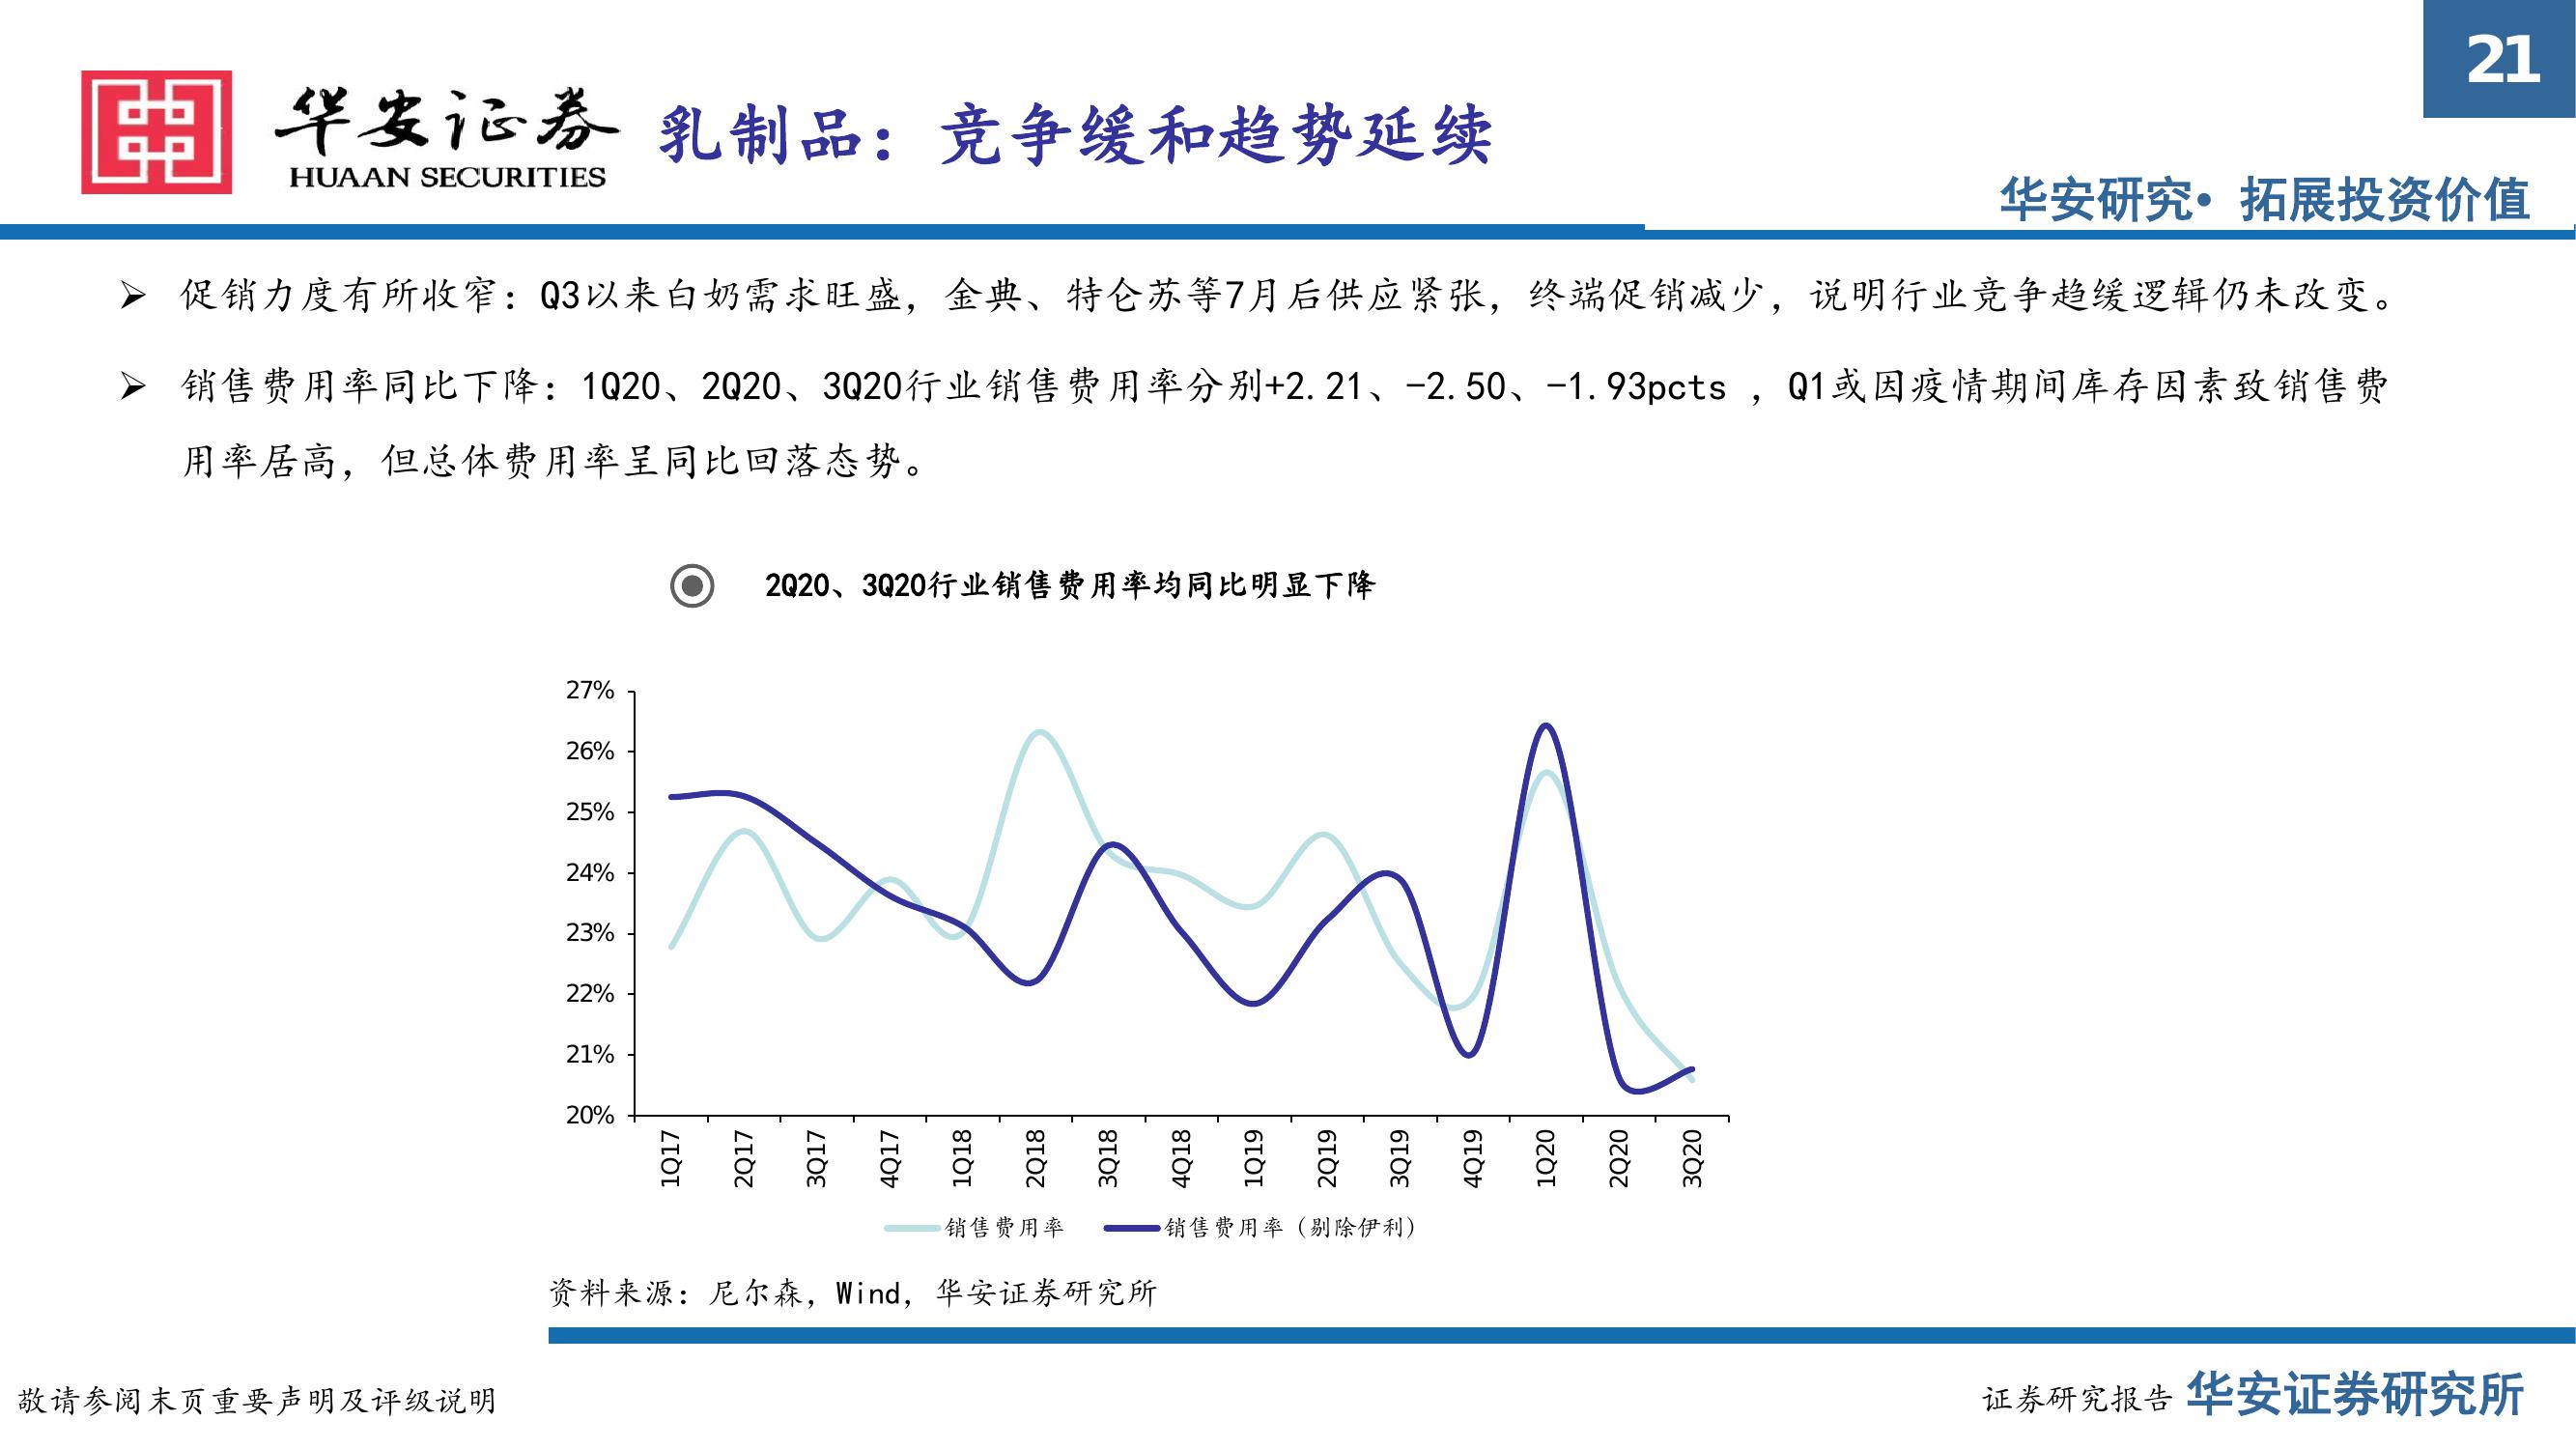 21
华安证券
HUAAN SECURITIES
乳制品：竞争缓和趋势延续
华安研究• 拓展投资价值
➢ 促销力度有所收窄：Q3以来白奶需求旺盛，金典、特仑苏等7月后供应紧张，终端促销减少，说明行业竞争趋缓逻辑仍未改变。
➢ 销售费用率同比下降：1Q20、2Q20、3Q20行业销售费用率分别+2.21、-2.50、-1.93pcts ，Q1或因疫情期间库存因素致销售费
用率居高，但总体费用率呈同比回落态势。
2Q20、3Q20行业销售费用率均同比明显下降
27%
26%
25%
24%
23%
22%
21%
20%
1Q17 2Q17 3Q17 4Q17 1Q18 2Q18 3Q18 4Q18 1Q19 2Q19 3Q19 4Q19 1Q20 2Q20 3Q20
销售费用率 销售费用率（剔除伊利）
资料来源：尼尔森，Wind，华安证券研究所
敬请参阅末页重要声明及评级说明
证券研究报告 华安证券研究所